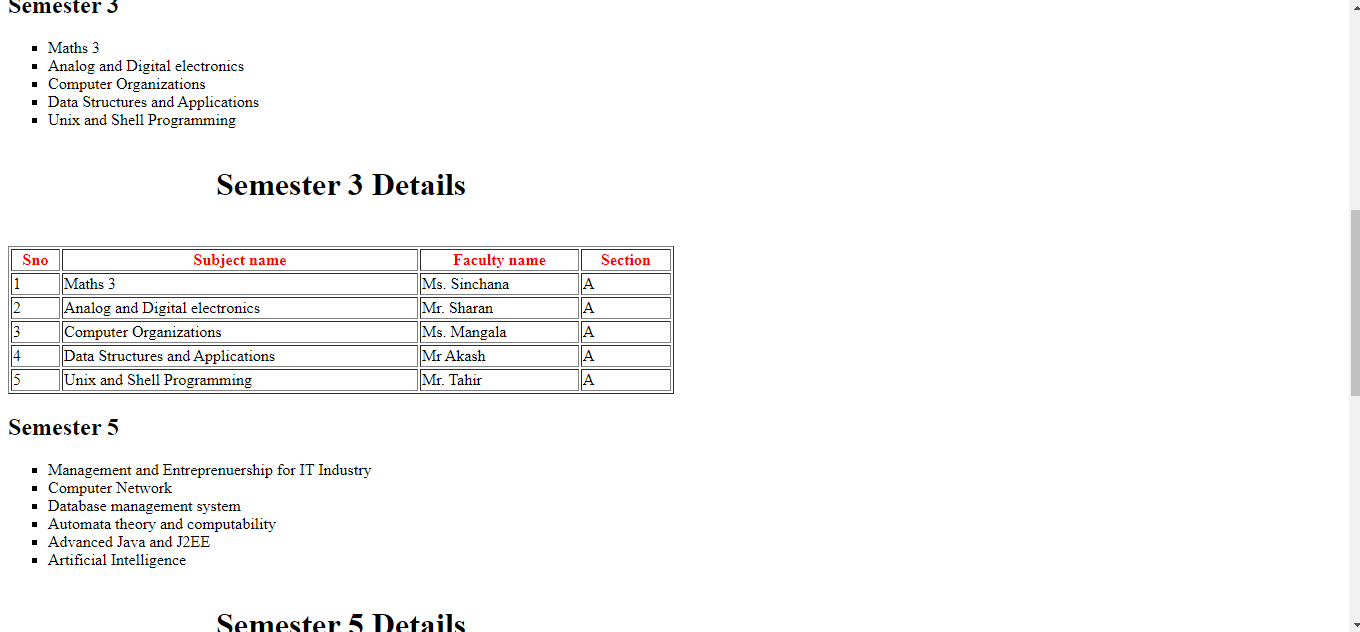 Semester 3
Maths 3
Analog and Digital electronics
Computer Organizations
Data Structures and Applications
Unix and Shell Programming
Semester 3 Details
Sno Subject name Faculty name Section
1 Maths 3 Ms. Sinchana A
2 Analog and Digital electronics Mr. Sharan A
3 Computer Organizations Ms. Mangala A
4 Data Structures and Applications Mr Akash A
5 Unix and Shell Programming Mr. Tahir A
Semester 5
Management and Entreprenuership for IT Industry
Computer Network
Database management system
Automata theory and computability
Advanced Java and J2EE
Artificial Intelligence
Semester 5 Details